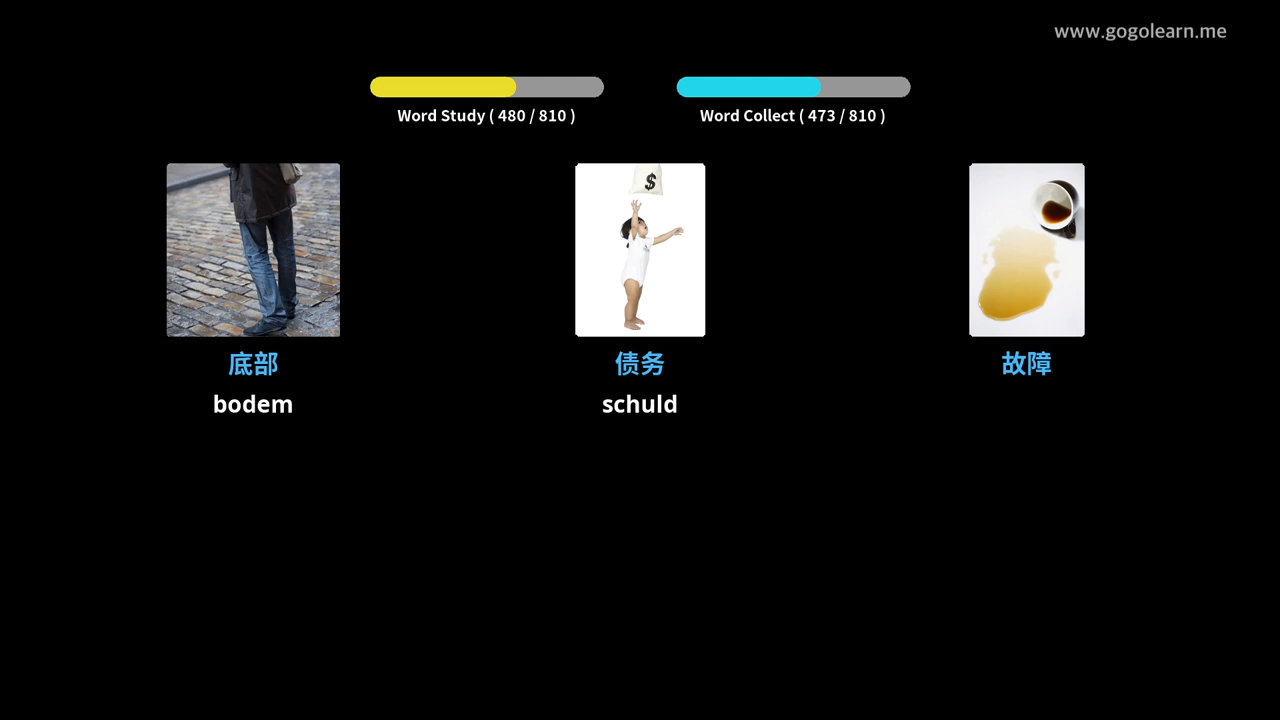 www.gogolearn.me
Word Study ( 480 / 810 )
Word Collect ( 473 / 810 )
$
底部
债务
故障
bodem
schuld